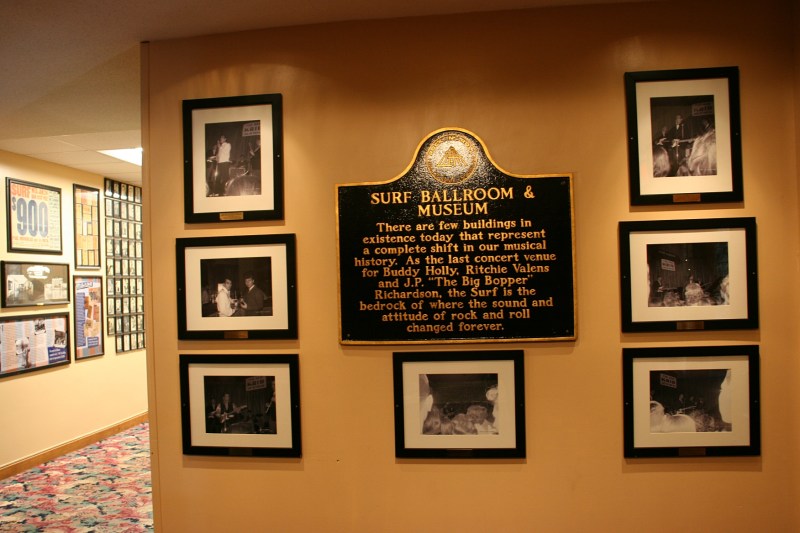 SURF BALLROOM &
MUSEUM
There are few buildings in
existence today that represent
a complete shift in our musical
history. As the last concert venue
for Buddy Holly, Ritchie Valens
and J.P. "The Big Bopper"
Richardson, the Surf is the
bedrock of where the sound and
attitude of rock and roll
changed forever.
$900